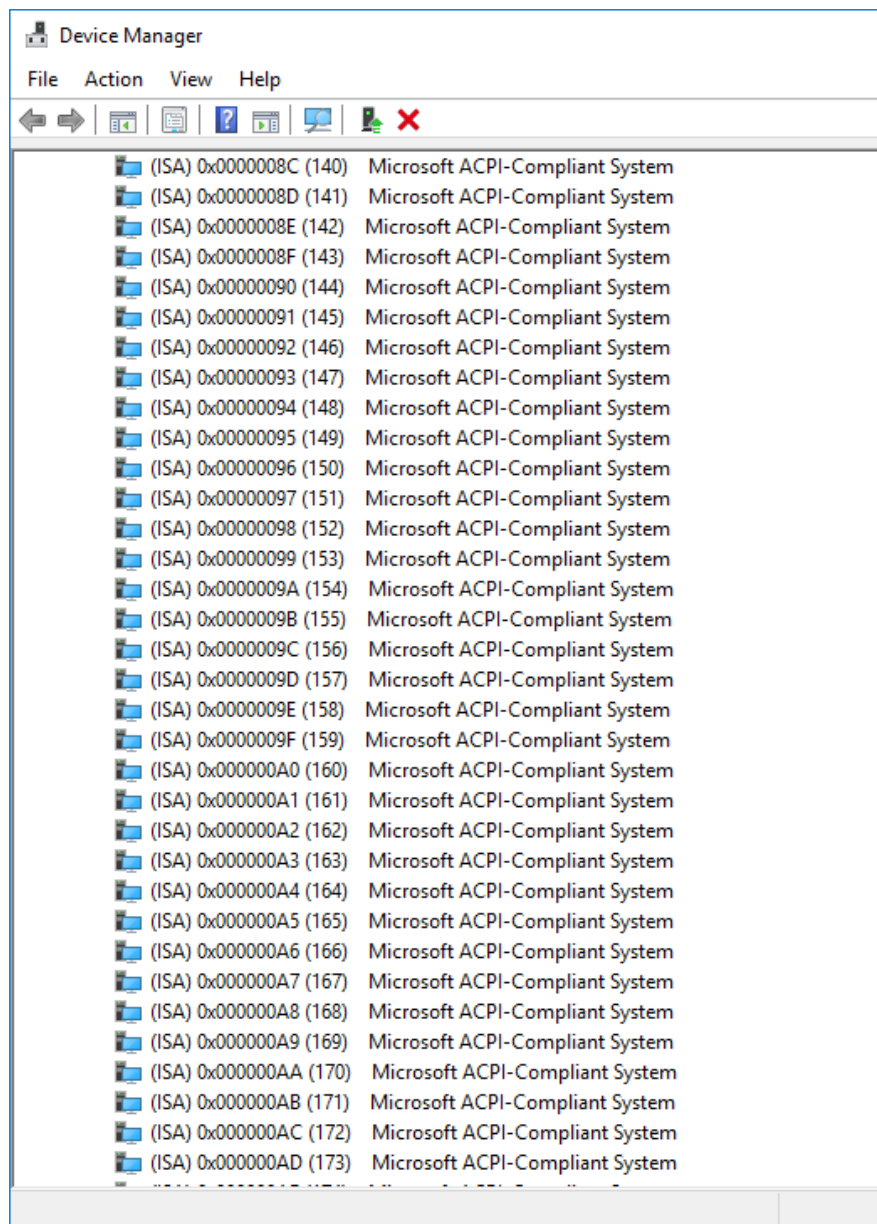 Device Manager
File Action View Help
(ISA) 0x0000008C (140) Microsoft ACPI-Compliant System
(ISA) 0x0000008D (141) Microsoft ACPI-Compliant System
(ISA) 0x0000008E (142) Microsoft ACPI-Compliant System
(ISA) 0x0000008F (143) Microsoft ACPI-Compliant System
(ISA) 0x00000090 (144) Microsoft ACPI-Compliant System
(ISA) 0x00000091 (145) Microsoft ACPI-Compliant System
(ISA) 0x00000092 (146) Microsoft ACPI-Compliant System
(ISA) 0x00000093 (147) Microsoft ACPI-Compliant System
(ISA) 0x00000094 (148) Microsoft ACPI-Compliant System
(ISA) 0x00000095 (149) Microsoft ACPI-Compliant System
(ISA) 0x00000096 (150) Microsoft ACPI-Compliant System
(ISA) 0x00000097 (151) Microsoft ACPI-Compliant System
(ISA) 0x00000098 (152) Microsoft ACPI-Compliant System
(ISA) 0x00000099 (153) Microsoft ACPI-Compliant System
(ISA) 0x0000009A (154) Microsoft ACPI-Compliant System
(ISA) 0x0000009B (155) Microsoft ACPI-Compliant System
(ISA) 0x0000009C (156) Microsoft ACPI-Compliant System
(ISA) 0x0000009D (157) Microsoft ACPI-Compliant System
(ISA) 0x0000009E (158) Microsoft ACPI-Compliant System
(ISA) 0x0000009F (159) Microsoft ACPI-Compliant System
(ISA) 0x000000A0 (160) Microsoft ACPI-Compliant System
(ISA) 0x000000A1 (161) Microsoft ACPI-Compliant System
(ISA) 0x000000A2 (162) Microsoft ACPI-Compliant System
(ISA) 0x000000A3 (163) Microsoft ACPI-Compliant System
(ISA) 0x000000A4 (164) Microsoft ACPI-Compliant System
(ISA) 0x000000A5 (165) Microsoft ACPI-Compliant System
(ISA) 0x000000A6 (166) Microsoft ACPI-Compliant System
(ISA) 0x000000A7 (167) Microsoft ACPI-Compliant System
(ISA) 0x000000A8 (168) Microsoft ACPI-Compliant System
(ISA) 0x000000A9 (169) Microsoft ACPI-Compliant System
(ISA) 0x000000AA (170) Microsoft ACPI-Compliant System
(ISA) 0x000000AB (171) Microsoft ACPI-Compliant System
(ISA) 0x000000AC (172) Microsoft ACPI-Compliant System
(ISA) 0x000000AD (173) Microsoft ACPI-Compliant System